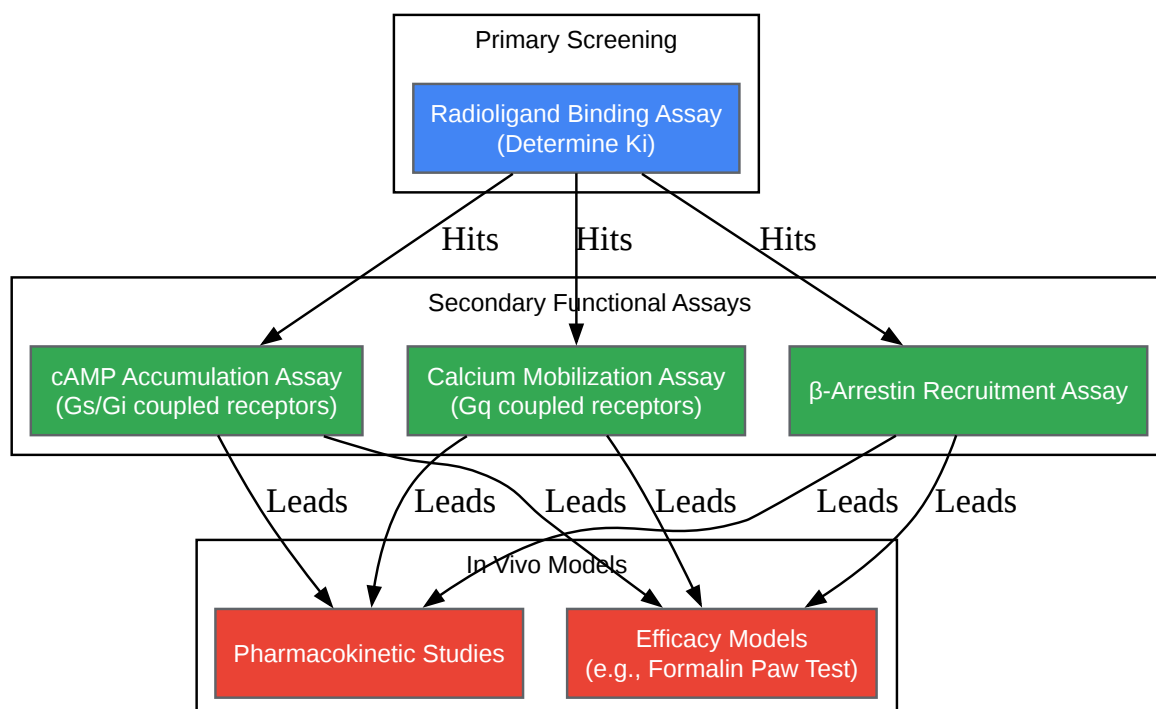 Primary Screening
Radioligand Binding Assay
(Determine Ki)
Hits
Hits
Hits
Secondary Functional Assays
cAMP Accumulation Assay
(Gs/Gi coupled receptors)
Calcium Mobilization Assay
(Gq coupled receptors)
β-Arrestin Recruitment Assay
Leads
Leads
Leads
Leads
Leads
Leads
In Vivo Models
Pharmacokinetic Studies
Efficacy Models
(e.g., Formalin Paw Test)